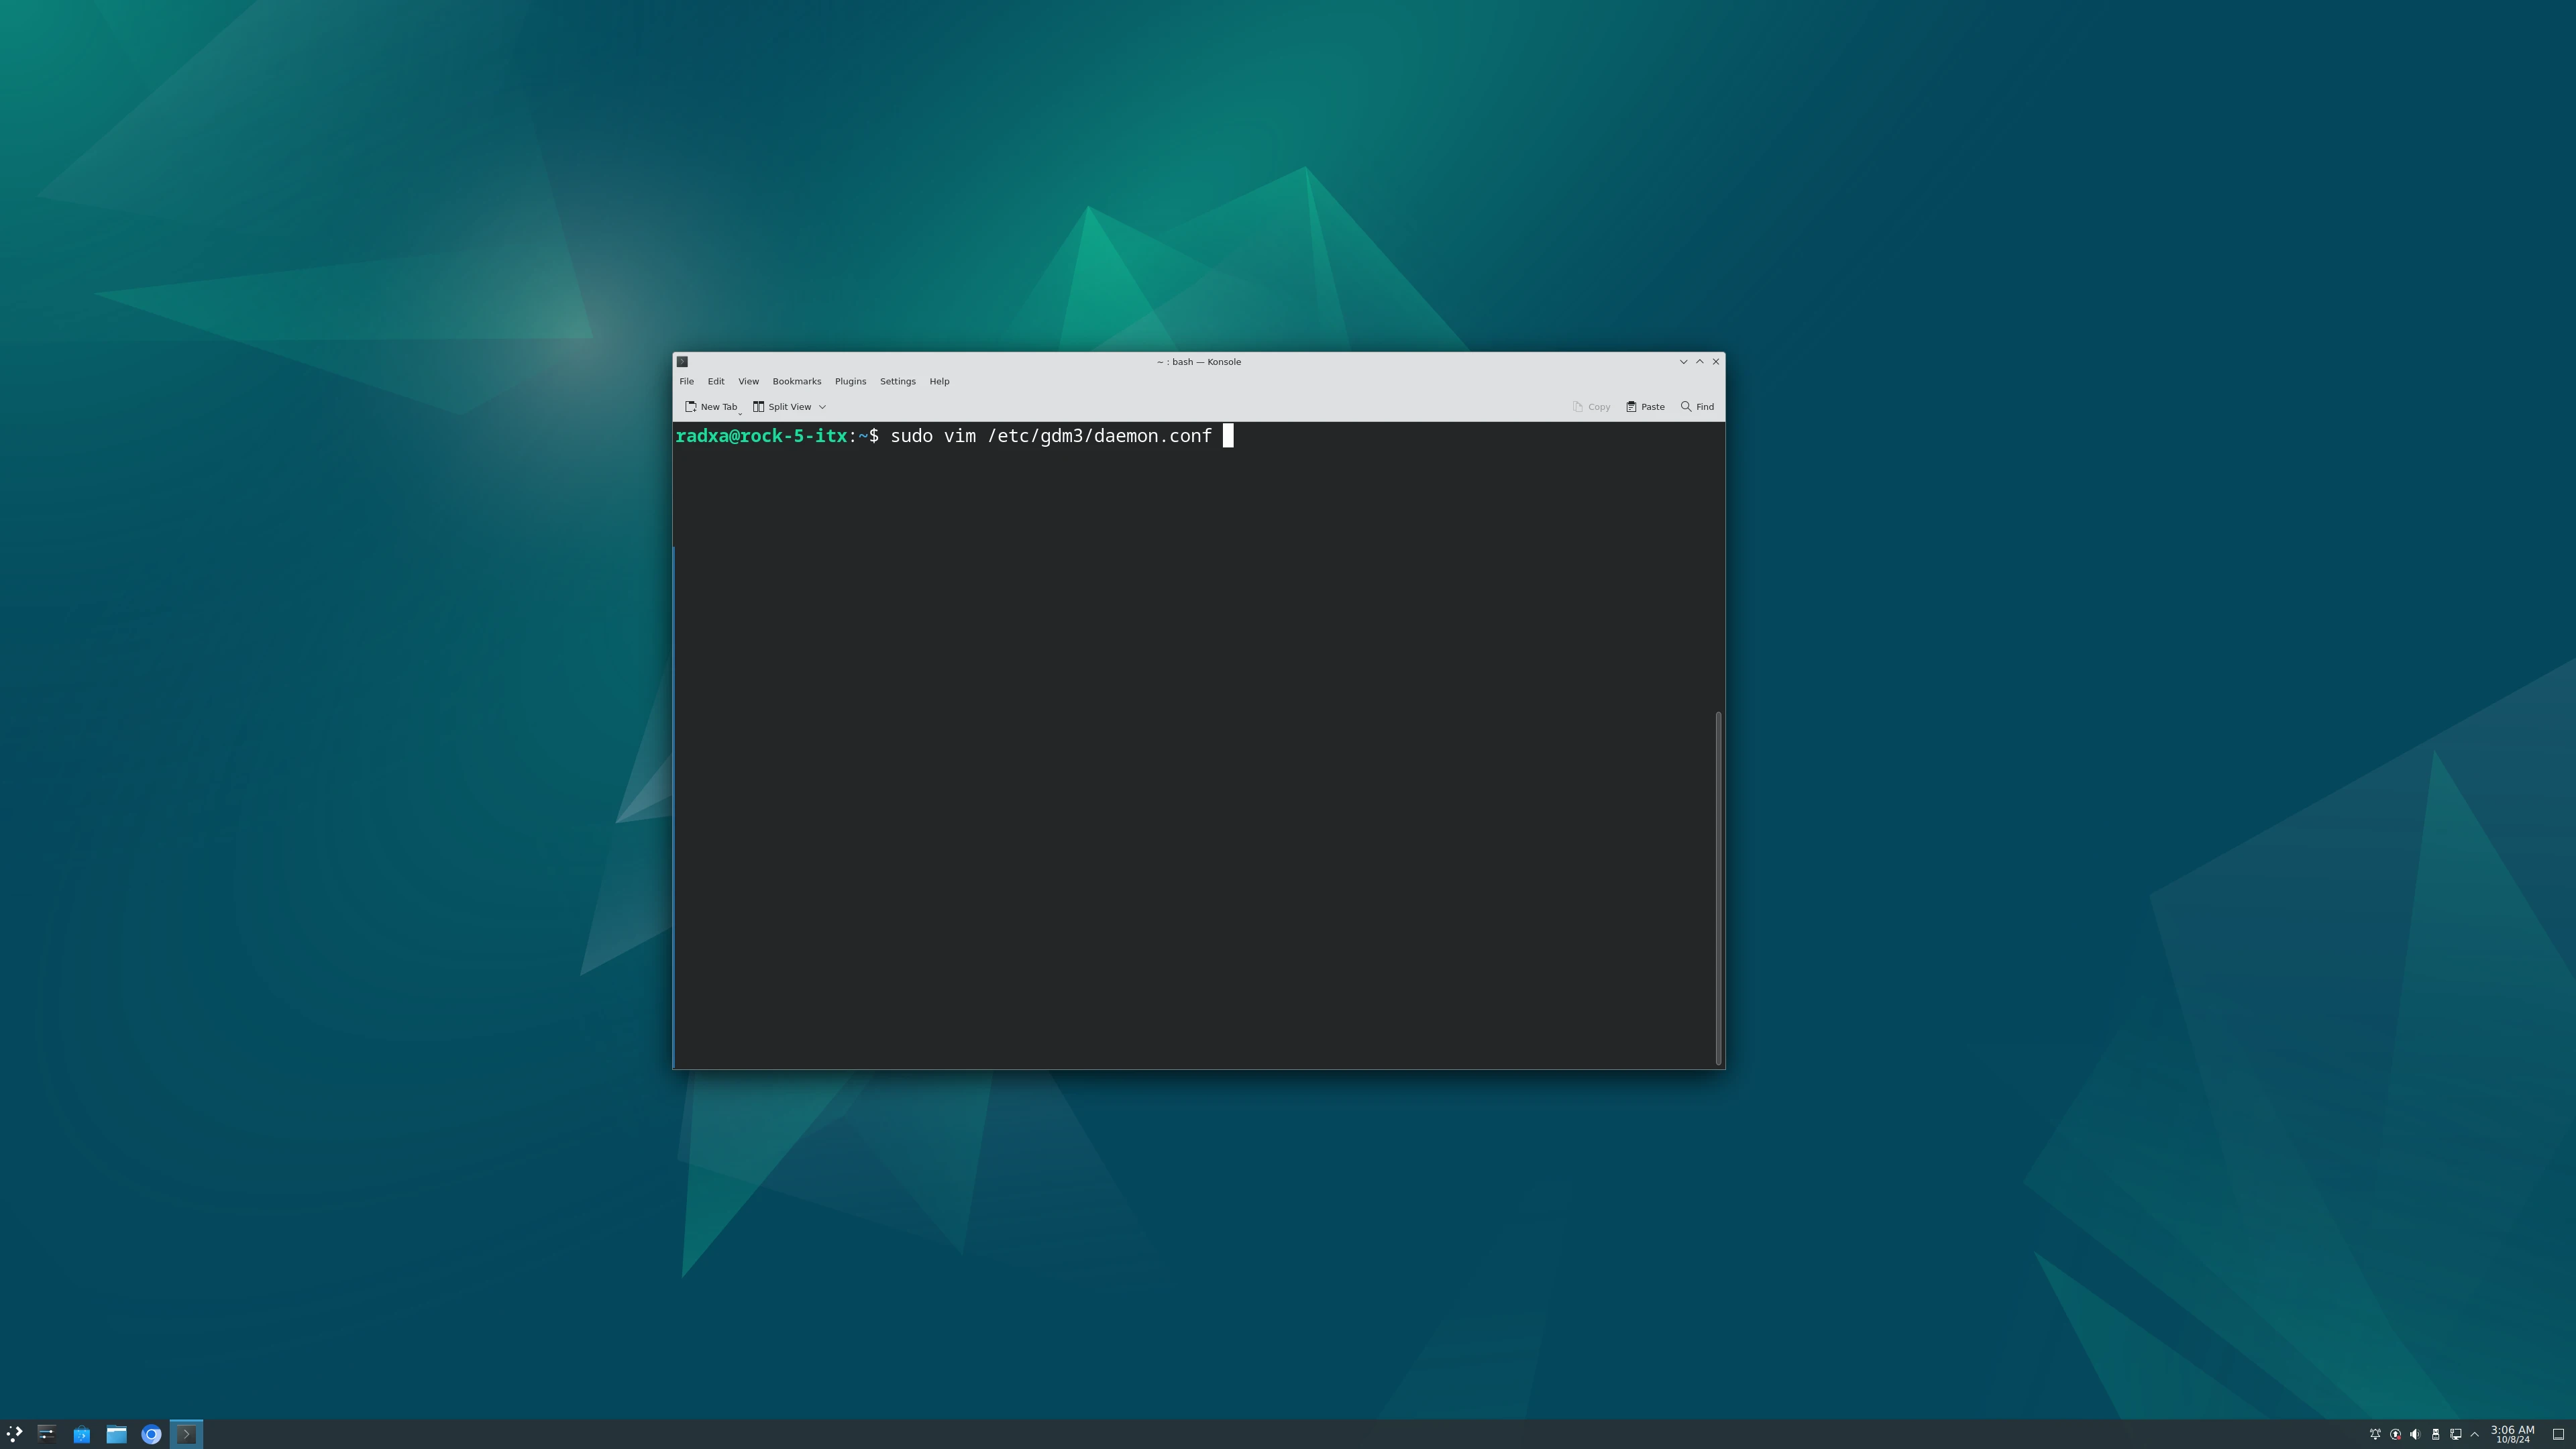 ~ : bash — Konsole
File Edit View Bookmarks Plugins Settings Help
New Tab Split View Copy Paste Find
radxa@rock-5-itx:~$ sudo vim /etc/gdm3/daemon.conf
3:06 AM
10/8/24